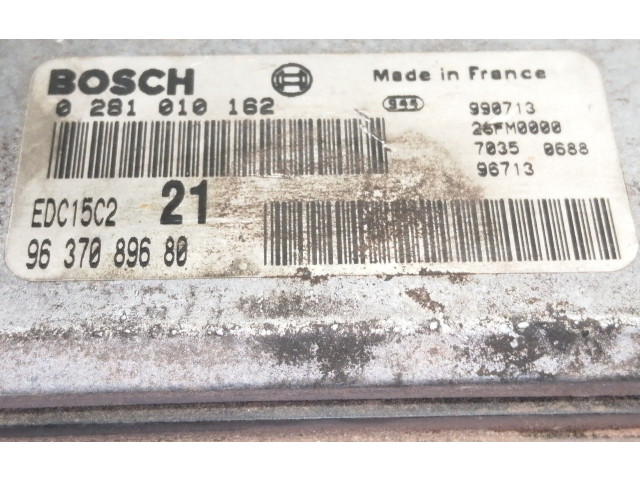 BOSCH
Made in France
0 281 010 162
944
990713
26FM0000
7035 0688
96713
EDC15C2 21
96 370 896 80